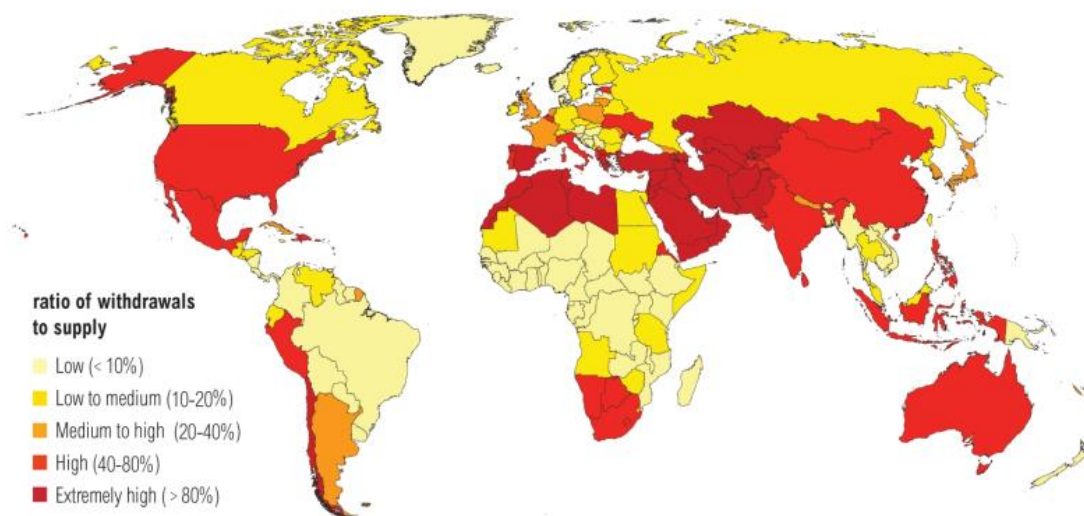 ratio of withdrawals
to supply
Low (< 10%)
Low to medium (10-20%)
Medium to high (20-40%)
High (40-80%)
Extremely high (> 80%)